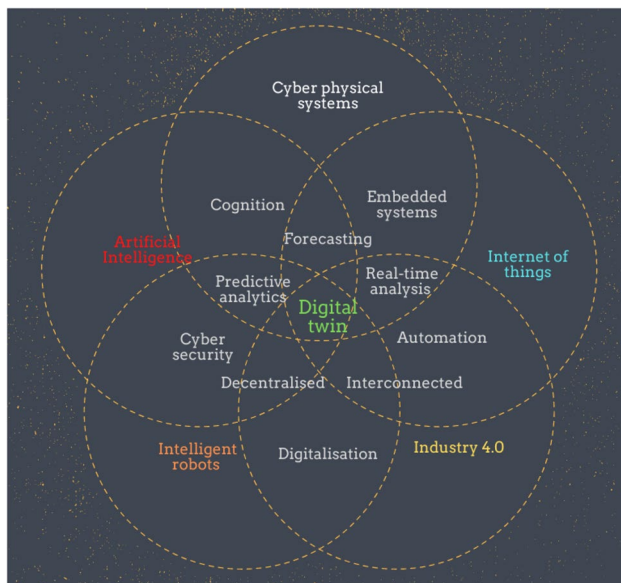 Cyber physical
systems
Cognition
Embedded
systems
Forecasting
Artificial
Intelligence
Internet of
things
Predictive
analytics
Real-time
analysis
Digital
twin
Cyber
security
Automation
Decentralised
Interconnected
Intelligent
robots
Digitalisation
Industry 4.0